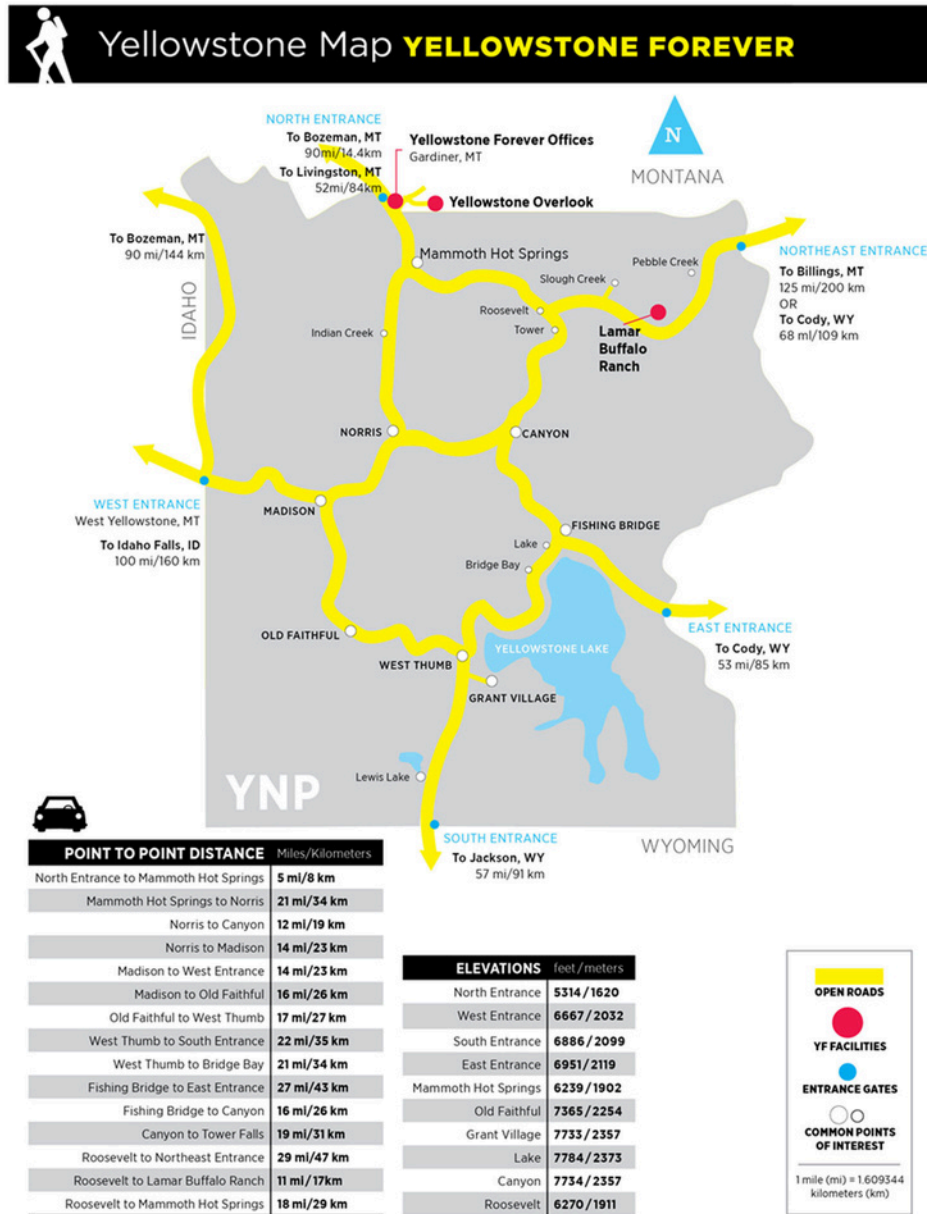 Yellowstone Map YELLOWSTONE FOREVER
NORTH ENTRANCE
To Bozeman, MT
90mi/14.4km
To Livingston, MT
52mi/84km
Yellowstone Forever Offices
Gardiner, MT
Yellowstone Overlook
N
MONTANA
To Bozeman, MT
90 mi/144 km
IDAHO
Mammoth Hot Springs
Pebble Creek
Slough Creek
NORTHEAST ENTRANCE
To Billings, MT
125 mi/200 km
OR
To Cody, WY
68 ml/109 km
Roosevelt
Tower
Indian Creek
Lamar
Buffalo
Ranch
NORRIS
CANYON
WEST ENTRANCE
West Yellowstone, MT
To Idaho Falls, ID
100 mi/160 km
MADISON
FISHING BRIDGE
Lake
Bridge Bay
OLD FAITHFUL
WEST THUMB
YELLOWSTONE LAKE
GRANT VILLAGE
EAST ENTRANCE
To Cody, WY
53 mi/85 km
Lewis Lake
YNP
SOUTH ENTRANCE
To Jackson, WY
57 mi/91 km
WYOMING
POINT TO POINT DISTANCE Miles/Kilometers
North Entrance to Mammoth Hot Springs 5 mi/8 km
Mammoth Hot Springs to Norris 21 mi/34 km
Norris to Canyon 12 mi/19 km
Norris to Madison 14 mi/23 km
Madison to West Entrance 14 mi/23 km
Madison to Old Faithful 16 mi/26 km
Old Faithful to West Thumb 17 mi/27 km
West Thumb to South Entrance 22 mi/35 km
West Thumb to Bridge Bay 21 mi/34 km
Fishing Bridge to East Entrance 27 mi/43 km
Fishing Bridge to Canyon 16 mi/26 km
Canyon to Tower Falls 19 mi/31 km
Roosevelt to Northeast Entrance 29 mi/47 km
Roosevelt to Lamar Buffalo Ranch 11 mi/17km
Roosevelt to Mammoth Hot Springs 18 mi/29 km
ELEVATIONS feet/meters
North Entrance 5314/1620
West Entrance 6667/2032
South Entrance 6886/2099
East Entrance 6951/2119
Mammoth Hot Springs 6239/1902
Old Faithful 7365/2254
Grant Village 7733/2357
Lake 7784/2373
Canyon 7734/2357
Roosevelt 6270/1911
OPEN ROADS
YF FACILITIES
ENTRANCE GATES
COMMON POINTS
OF INTEREST
1 mile (mi) = 1.609344
kilometers (km)